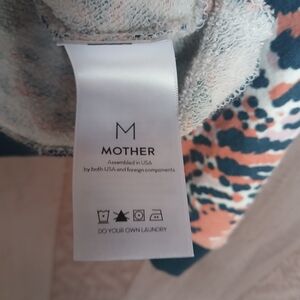 M
MOTHER
Assembled in USA
by both USA and foreign components
DO YOUR OWN LAUNDRY